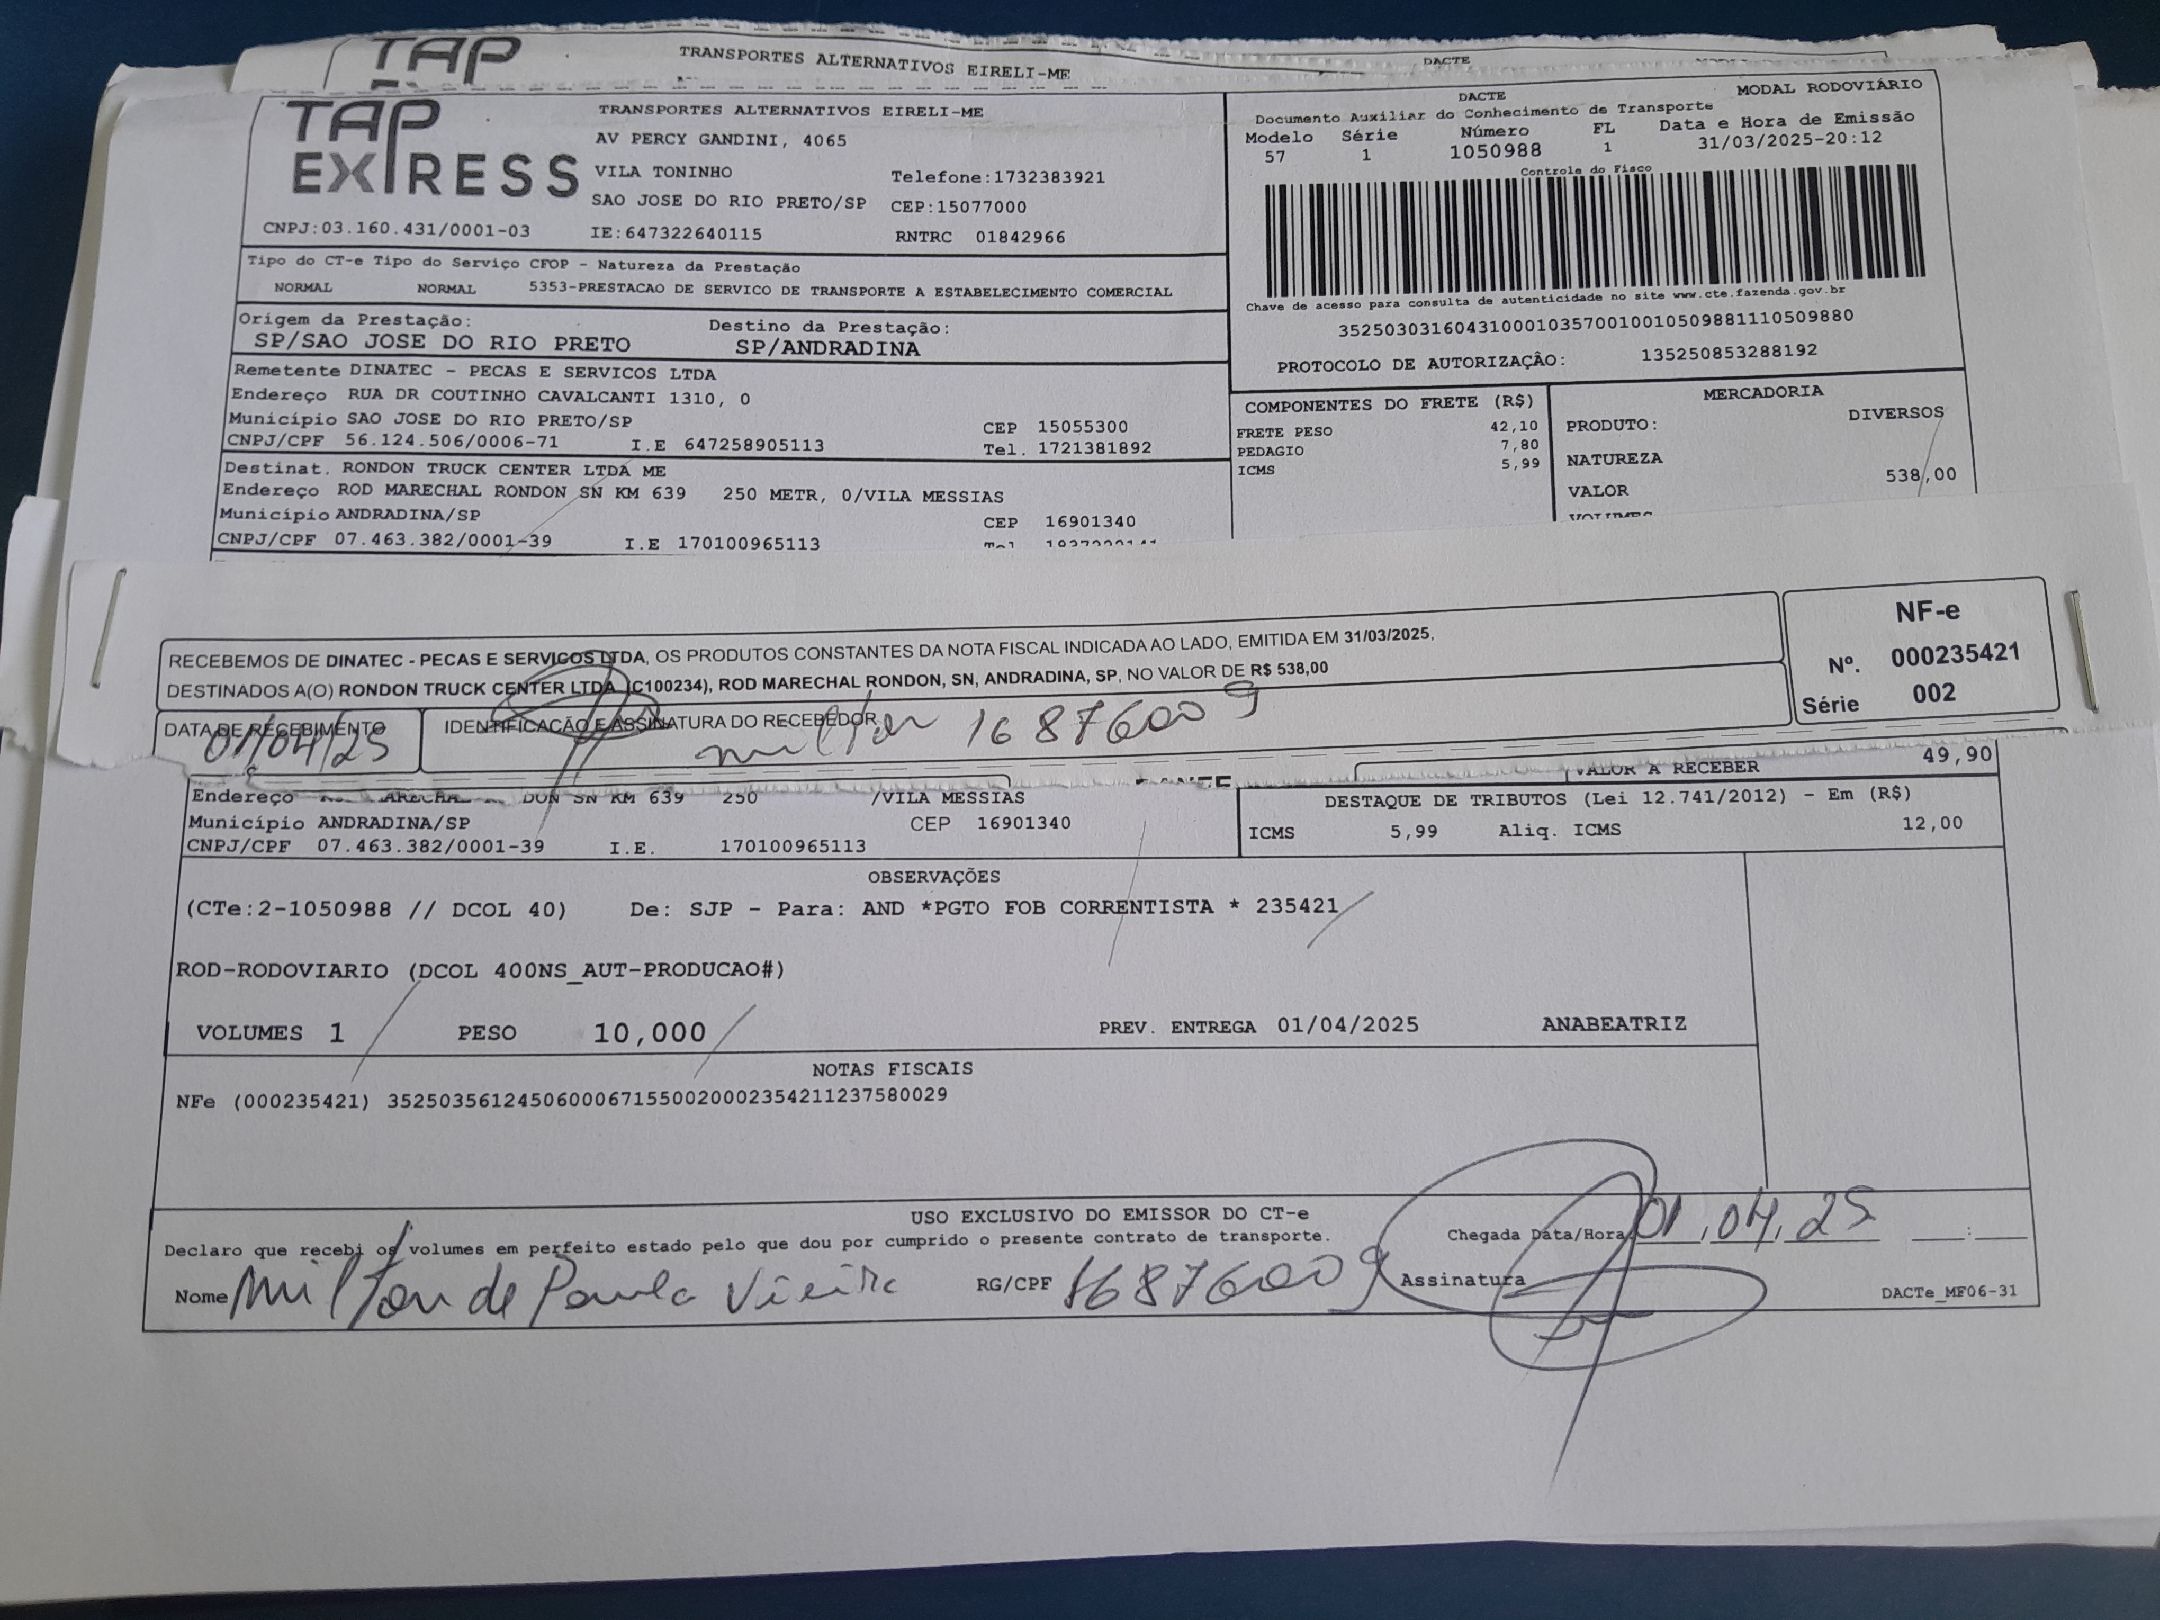 TAP
TRANSPORTES ALTERNATIVOS EIRELI-ME
DACTE
TAP EXPRESS
TRANSPORTES ALTERNATIVOS EIRELI-ME
AV PERCY GANDINI, 4065
VILA TONINHO
Telefone:1732383921
SAO JOSE DO RIO PRETO/SP CEP:15077000
CNPJ:03.160.431/0001-03 IE:647322640115 RNTRC 01842966
DACTE
MODAL RODOVIÁRIO
Documento Auxiliar do Conhecimento de Transporte
Modelo Série Número FL Data e Hora de Emissão
57 1 1050988 1 31/03/2025-20:12
Controle do Fisco
Chave de acesso para consulta de autenticidade no site www.cte.fazenda.gov.br
35250303160431000103570010010509881110509880
PROTOCOLO DE AUTORIZAÇÃO: 135250853288192
Tipo do CT-e Tipo do Serviço CFOP - Natureza da Prestação
NORMAL NORMAL 5353-PRESTACAO DE SERVICO DE TRANSPORTE A ESTABELECIMENTO COMERCIAL
Origem da Prestação: Destino da Prestação:
SP/SAO JOSE DO RIO PRETO SP/ANDRADINA
Remetente DINATEC - PECAS E SERVICOS LTDA
Endereço RUA DR COUTINHO CAVALCANTI 1310, 0
Município SAO JOSE DO RIO PRETO/SP CEP 15055300
CNPJ/CPF 56.124.506/0006-71 I.E 647258905113 Tel. 1721381892
Destinat. RONDON TRUCK CENTER LTDA ME
Endereço ROD MARECHAL RONDON SN KM 639 250 METR, 0/VILA MESSIAS
Município ANDRADINA/SP CEP 16901340
CNPJ/CPF 07.463.382/0001-39 I.E 170100965113
COMPONENTES DO FRETE (R$)
FRETE PESO 42,10
PEDAGIO 7,80
ICMS 5,99
MERCADORIA
PRODUTO: DIVERSOS
NATUREZA
VALOR 538,00
VOLUMES
RECEBEMOS DE DINATEC - PECAS E SERVICOS LTDA, OS PRODUTOS CONSTANTES DA NOTA FISCAL INDICADA AO LADO, EMITIDA EM 31/03/2025,
DESTINADOS A(O) RONDON TRUCK CENTER LTDA (C100234), ROD MARECHAL RONDON, SN, ANDRADINA, SP, NO VALOR DE R$ 538,00
NF-e
Nº. 000235421
Série 002
DATA DE RECEBIMENTO
01/04/25
IDENTIFICAÇÃO E ASSINATURA DO RECEBEDOR
milton 16876009
VALOR A RECEBER 49,90
Endereço SN KM 639 250 /VILA MESSIAS
Município ANDRADINA/SP CEP 16901340
CNPJ/CPF 07.463.382/0001-39 I.E. 170100965113
DESTAQUE DE TRIBUTOS (Lei 12.741/2012) - Em (R$)
ICMS 5,99 Aliq. ICMS 12,00
OBSERVAÇÕES
(CTe:2-1050988 // DCOL 40) De: SJP - Para: AND *PGTO FOB CORRENTISTA * 235421
ROD-RODOVIARIO (DCOL 400NS_AUT-PRODUCAO#)
VOLUMES 1 PESO 10,000 PREV. ENTREGA 01/04/2025 ANABEATRIZ
NOTAS FISCAIS
NFe (000235421) 35250356124506000671550020002354211237580029
USO EXCLUSIVO DO EMISSOR DO CT-e
Declaro que recebi os volumes em perfeito estado pelo que dou por cumprido o presente contrato de transporte.
Chegada Data/Hora 01,04,25 :
Nome Milton de Paula Vieira RG/CPF 16876009 Assinatura
DACTe_MF06-31